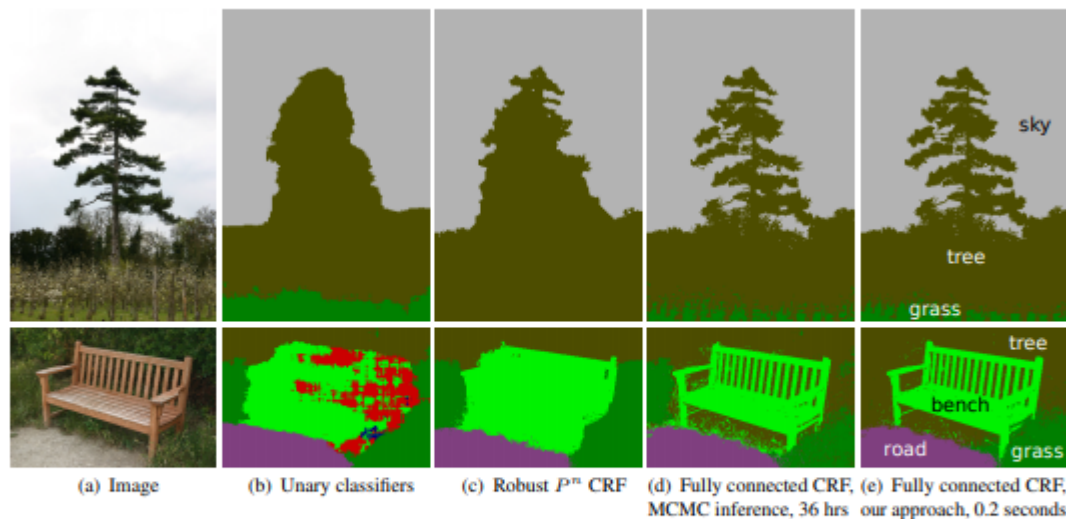 sky
tree
grass
tree
bench
road
grass
(a) Image
(b) Unary classifiers
(c) Robust Pⁿ CRF
(d) Fully connected CRF,
MCMC inference, 36 hrs
(e) Fully connected CRF,
our approach, 0.2 seconds